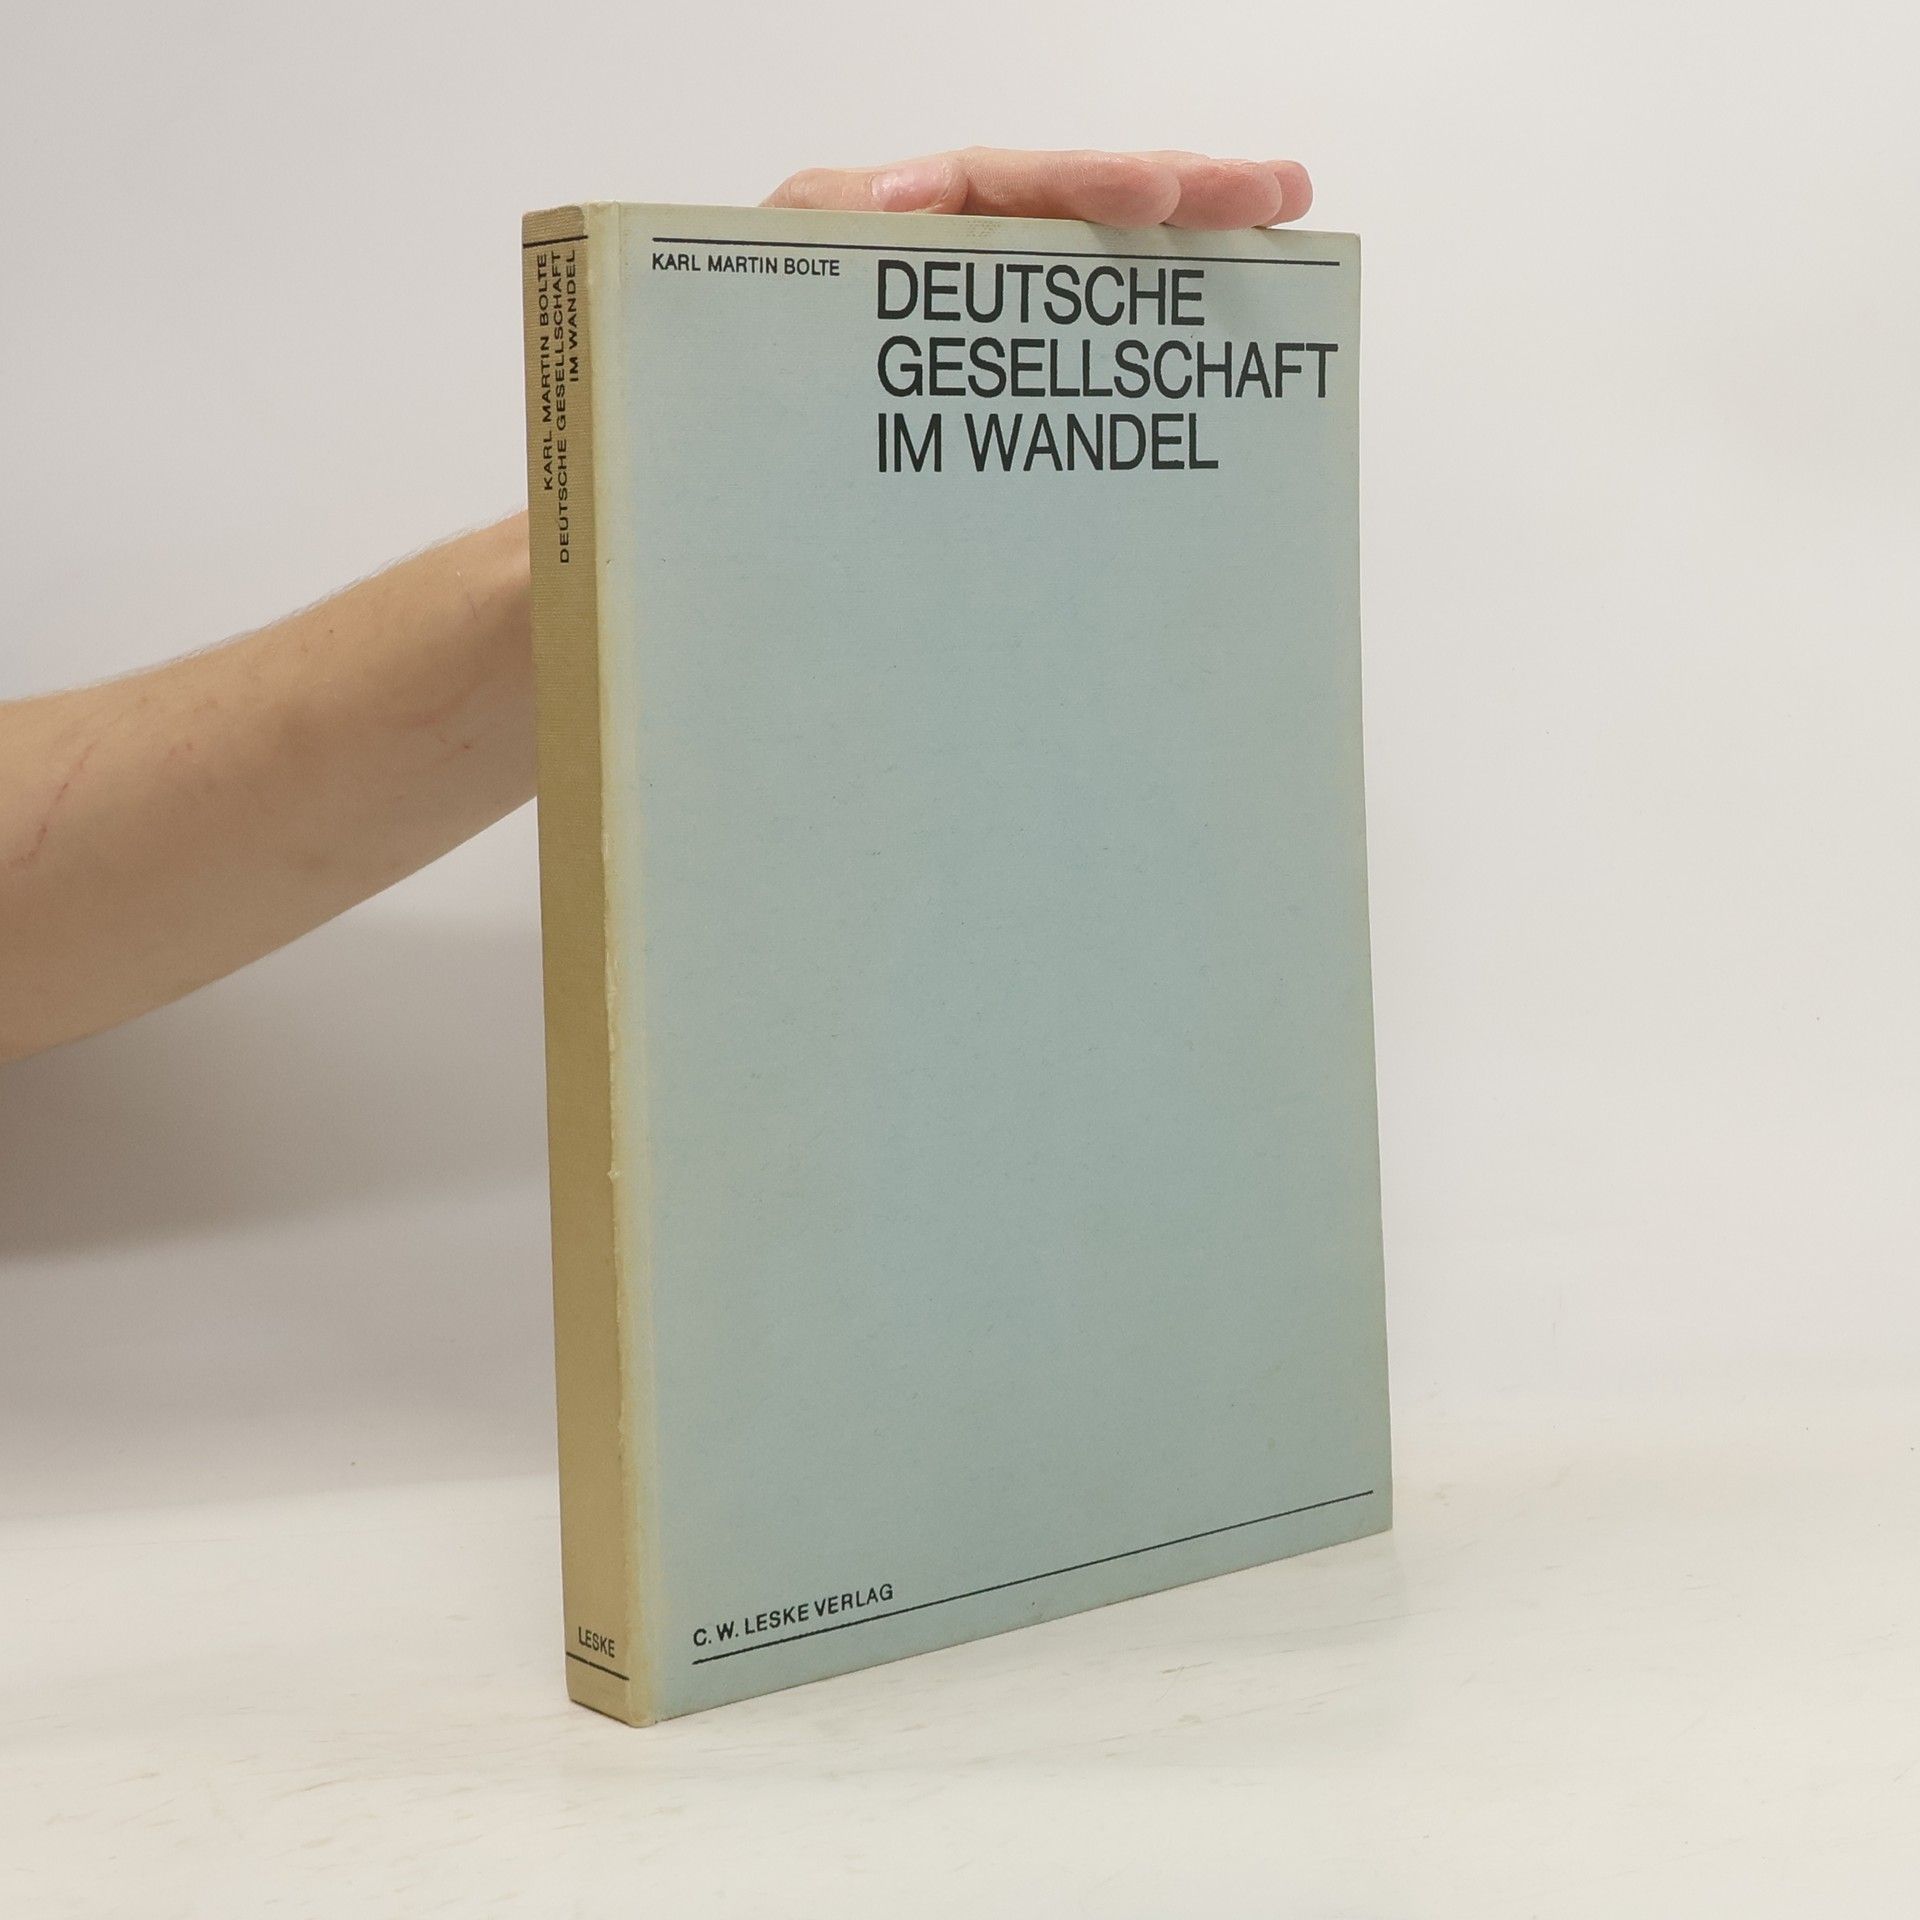 KARL MARTIN BOLTE
DEUTSCHE GESELLSCHAFT
IM WANDEL
LESKE
KARL MARTIN BOLTE
DEUTSCHE
GESELLSCHAFT
IM WANDEL
C. W. LESKE VERLAG